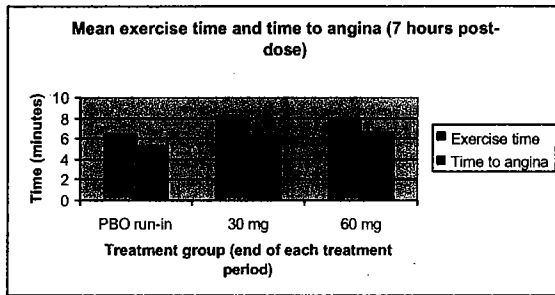 Mean exercise time and time to angina (7 hours post-
dose)
Time (minutes)
10
8
6
4
2
0
PBO run-in 30 mg 60 mg
Treatment group (end of each treatment
period)
Exercise time
Time to angina